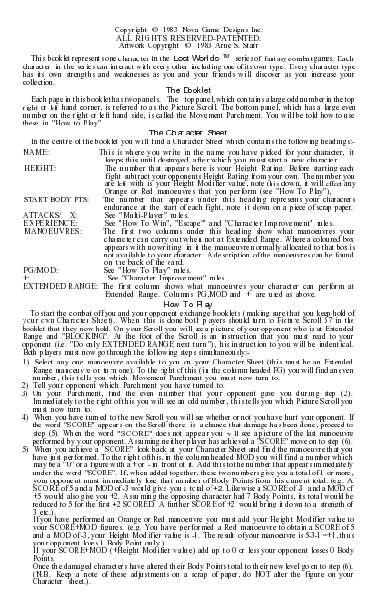 Copyright © 1983 Nova Game Designs Inc.
ALL RIGHTS RESERVED-PATENTED.
Artwork Copyright © 1983 Arne S. Starr
This booklet represents one character in the Lost Worlds™ series of fantasy combat games. Each
character in the series can interact with every other including one of its own type. Every character type
has its own strengths and weaknesses as you and your friends will discover as you increase your
collection.
The Booklet
Each page in this booklet has two panels. The top panel, which contains a large odd number in the top
right or left hand corner, is referred to as the Picture Scroll. The bottom panel, which has a large even
number on the right or left hand side, is called the Movement Parchment. You will be told how to use
these in "How to Play".
The Character Sheet
In the centre of the booklet you will find a Character Sheet which contains the following headings:-
NAME: This is where you write in the name you have picked for your character, it
keeps this until destroyed, after which you must start a new character.
HEIGHT: The number that appears here is your Height Rating. Before starting each
fight subtract your opponents Height Rating from your own. The number you
are left with is your Height Modifier value, note this down, it will effect any
Orange or Red manoeuvres that you perform (see "How to Play"),
START BODY PTS: The number that appears under this heading represents your characters
endurance at the start of each fight, note it down on a piece of scrap paper.
ATTACKS/ X: See "Multi-Player" rules.
EXPERIENCE: See "How to Win", "Escape" and "Character Improvement" rules.
MANOEUVRES: The first two columns under this heading show what manoeuvres your
character can carry out when not at Extended Range. Where a coloured box
appears with no writing in it the manoeuvre normally allocated to that box is
not available to your character. A description of the manoeuvres can be found
on the back of the card.
PG/MOD: See "How To Play" rules.
+: See "Character Improvement" rules.
EXTENDED RANGE: The first column shows what manoeuvres your character can perform at
Extended Range. Columns PG,MOD and + are used as above.
How To Play
To start the combat off you and your opponent exchange booklets (making sure that you keep hold of
your own Character Sheet). When this is done both players should turn to Picture Scroll 57 in the
booklet that they now hold. On your Scroll you will see a picture of your opponent who is at Extended
Range and "BLOCKING". At the foot of the Scroll is an instruction that you must read to your
opponent (i.e. "Do only EXTENDED RANGE next turn"), his instruction to you will be indentical.
Both players must now go through the following steps simultaneously:-
1) Select any one manoeuvre available to you on your Character Sheet (this must be an Extended
Range manoeuvre on turn one). To the right of this (in the column headed PG) you will find an even
number, this tells you which Movement Parchment you must now turn to.
2) Tell your opponent which Parchment you have turned to.
3) On your Parchment, find the even number that your opponent gave you during step (2).
Immediately to the right of this you will see an odd number, this tells you which Picture Scroll you
must now turn to.
4) When you have turned to the new Scroll you will see whether or not you have hurt your opponent. If
the word "SCORE" appears on the Scroll there is a chance that damage has been done, proceed to
step (5). When the word "SCORE" does not appear you will see a picture of the last manoeuvre
performed by your opponent. Assuming neither player has achieved a "SCORE" move on to step (6).
5) When you achieve a "SCORE" look back at your Character Sheet and find the manoeuvre that you
have just performed. To the right of this, in the column headed MOD you will find a number which
may be a "0" or a figure with a + or - in front of it. Add this to the number that appears immediately
under the word "SCORE". If, when added together, these two numbers give you a total of 1 or more,
your opponent must immediately lose that number of Body Points from his current total. (e.g. A
SCORE of 5 and a MOD of -3 would give you a total of +2. Likewise a SCORE of -3 and a MOD of
+5 would also give you +2. Assuming the opposing character had 7 Body Points, its total would be
reduced to 5 for the first +2 SCORED. A further SCORE of +2 would bring it down to a strength of
3 etc.).
If you have performed an Orange or Red manoeuvre you must add your Height Modifier value to
your SCORE+MOD figures. (e.g. You have performed a Red manoeuvre to obtain a SCORE of 5
and a MOD of -3, your Height Modifier value is -1. The result of your manoeuvre is 5-3-1=+1, thus
your opponent loses 1 Body Point only.)
If your SCORE+MOD (+Height Modifier value) add up to 0 or less your opponent loses 0 Body
Points.
Once the damaged characters have altered their Body Points total to their new level go on to step (6).
(N.B. Keep a note of these adjustments on a scrap of paper, do NOT alter the figure on your
Character sheet.).